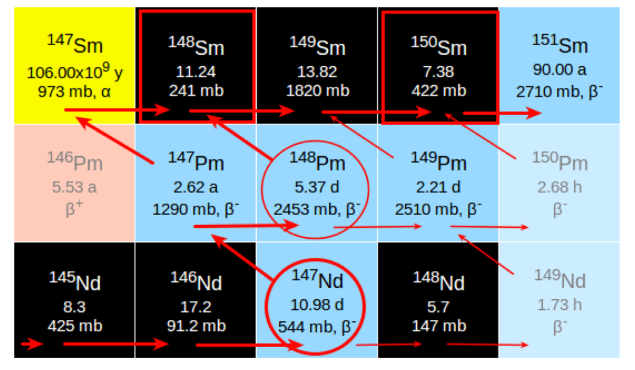 ¹⁴⁷Sm
106.00x10⁹ y
973 mb, α
¹⁴⁸Sm
11.24
241 mb
¹⁴⁹Sm
13.82
1820 mb
¹⁵⁰Sm
7.38
422 mb
¹⁵¹Sm
90.00 a
2710 mb, β⁻
¹⁴⁶Pm
5.53 a
β⁺
¹⁴⁷Pm
2.62 a
1290 mb, β⁻
¹⁴⁸Pm
5.37 d
2453 mb, β⁻
¹⁴⁹Pm
2.21 d
2510 mb, β⁻
¹⁵⁰Pm
2.68 h
β⁻
¹⁴⁵Nd
8.3
425 mb
¹⁴⁶Nd
17.2
91.2 mb
¹⁴⁷Nd
10.98 d
544 mb, β⁻
¹⁴⁸Nd
5.7
147 mb
¹⁴⁹Nd
1.73 h
β⁻